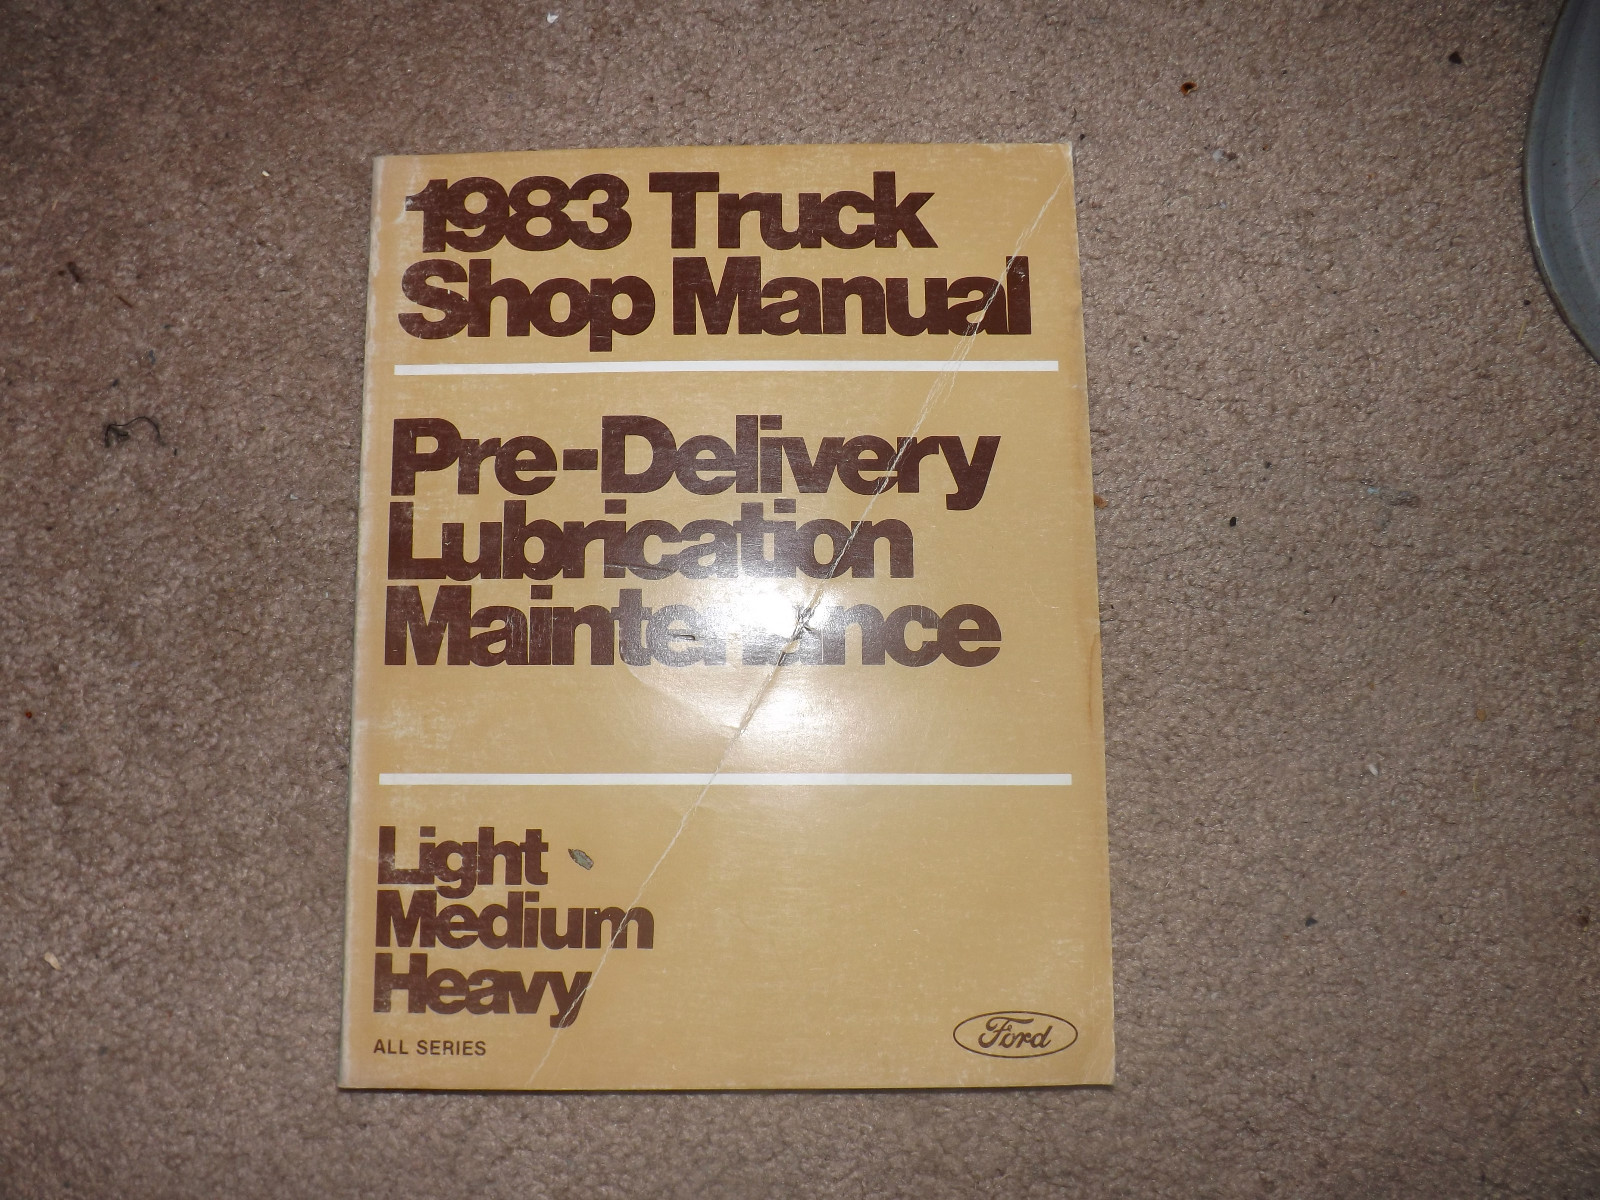 1983 Truck
Shop Manual
Pre-Delivery
Lubrication
Maintenance
Light
Medium
Heavy
ALL SERIES
Ford